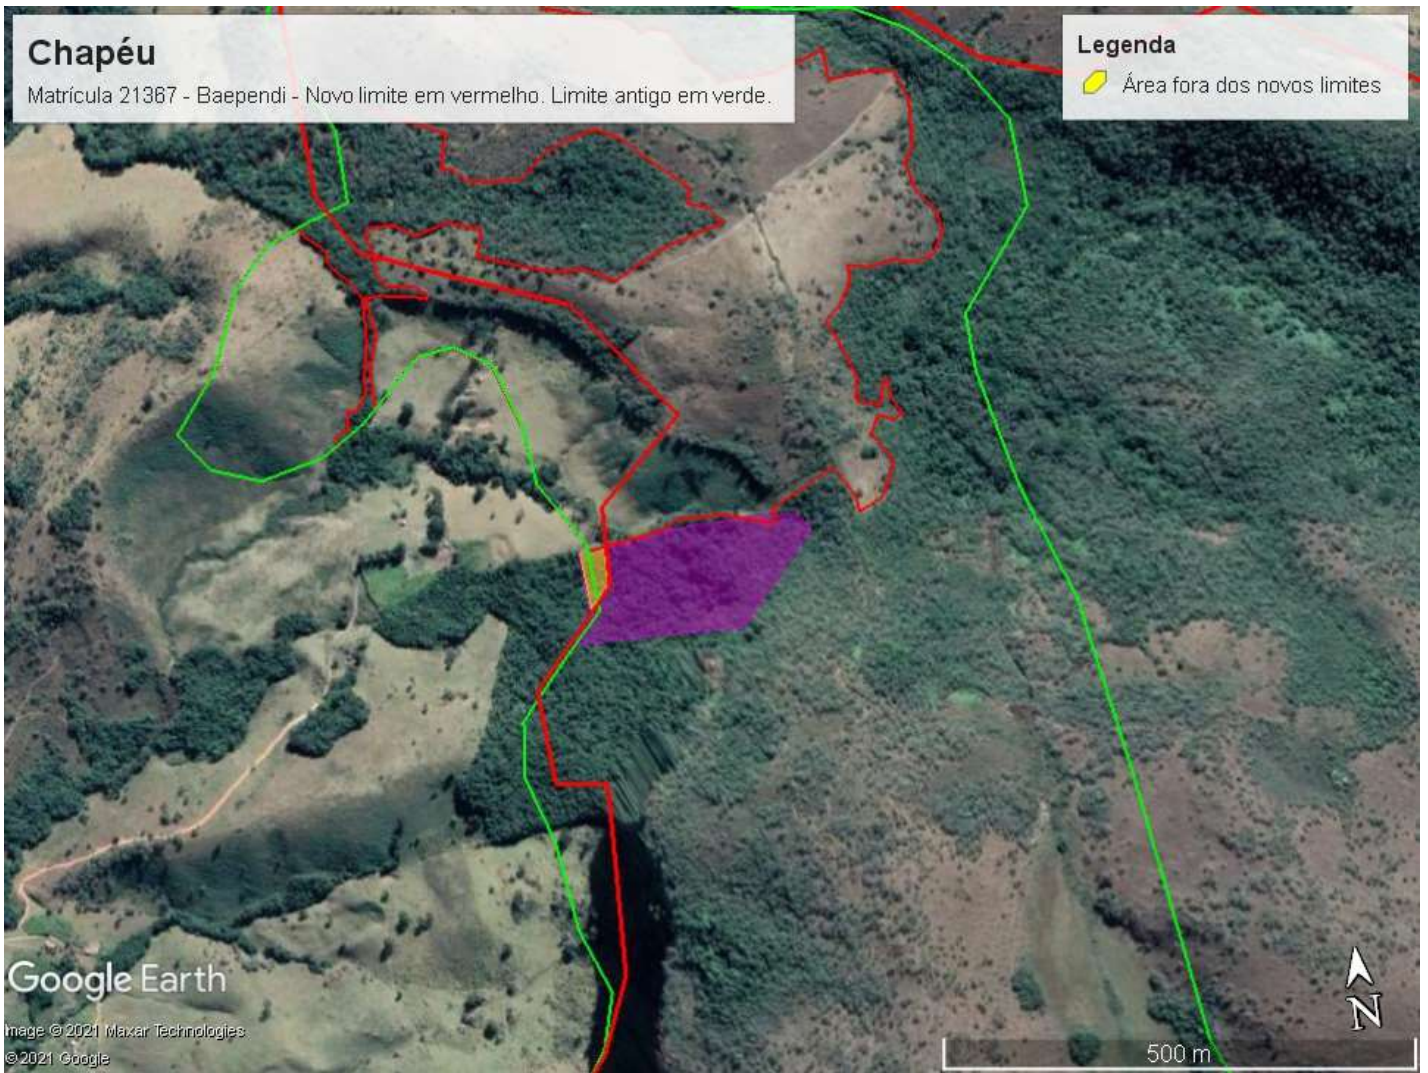 Chapéu
Matrícula 21367 - Baependi - Novo limite em vermelho. Limite antigo em verde.
Legenda
Área fora dos novos limites
Google Earth
Image © 2021 Maxar Technologies
© 2021 Google
N
500 m